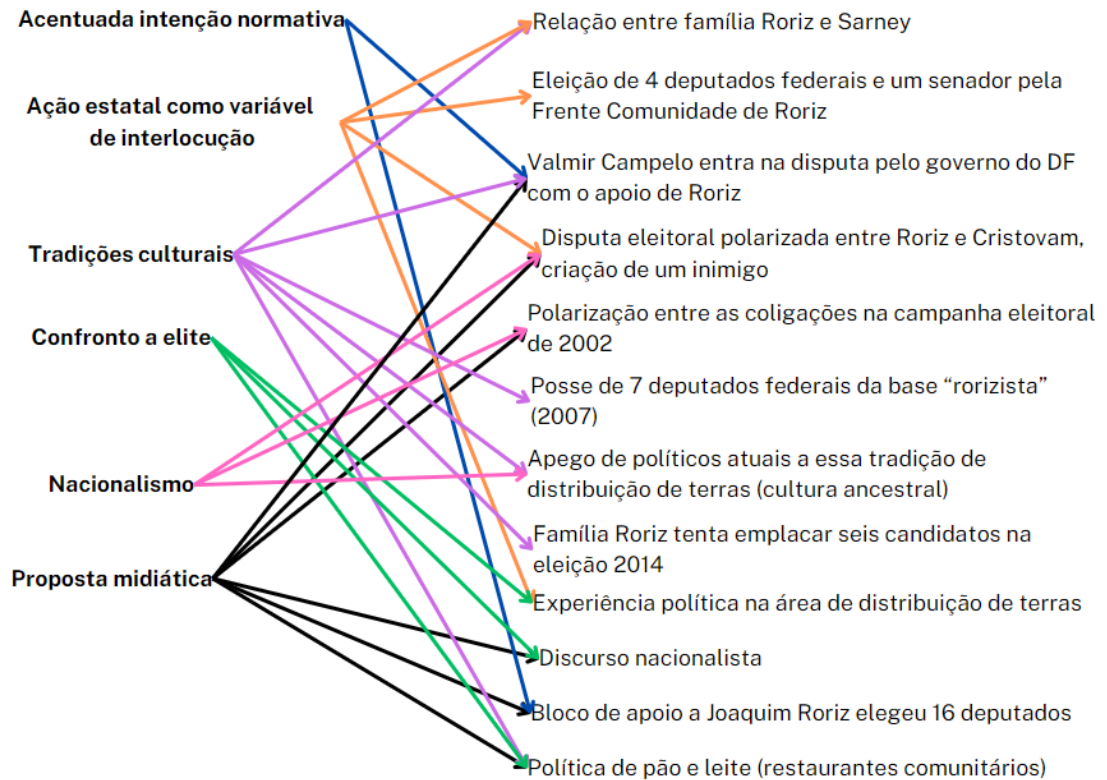 Acentuada intenção normativa
Ação estatal como variável
de interlocução
Tradições culturais
Confronto a elite
Nacionalismo
Proposta midiática
Relação entre família Roriz e Sarney
Eleição de 4 deputados federais e um senador pela
Frente Comunidade de Roriz
Valmir Campelo entra na disputa pelo governo do DF
com o apoio de Roriz
Disputa eleitoral polarizada entre Roriz e Cristovam,
criação de um inimigo
Polarização entre as coligações na campanha eleitoral
de 2002
Posse de 7 deputados federais da base “rorizista”
(2007)
Apego de políticos atuais a essa tradição de
distribuição de terras (cultura ancestral)
Família Roriz tenta emplacar seis candidatos na
eleição 2014
Experiência política na área de distribuição de terras
Discurso nacionalista
Bloco de apoio a Joaquim Roriz elegeu 16 deputados
Política de pão e leite (restaurantes comunitários)